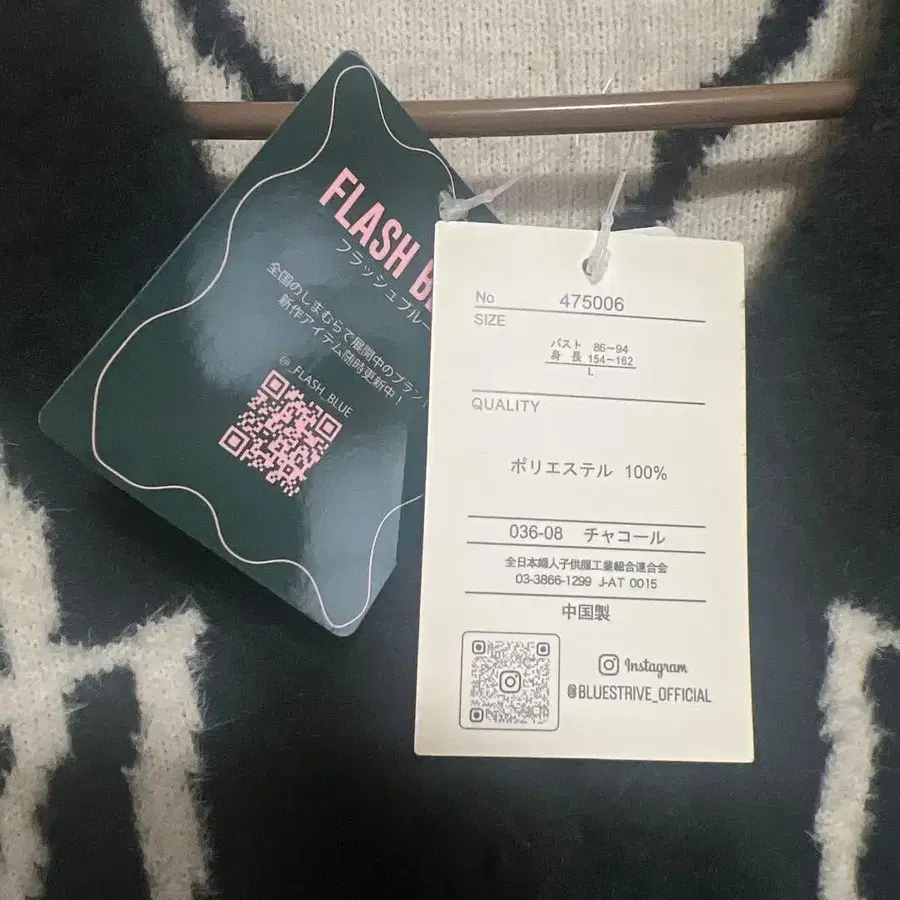 FLASH B
フラッシュブルー
全国のしまむらで展開中のブランド
新作アイテム随時更新中！
@_FLASH_BLUE
No 475006
SIZE
バスト 86~94
身長 154~162
L
QUALITY
ポリエステル 100%
036-08 チャコール
全日本婦人子供服工業組合連合会
03-3866-1299 J-AT 0015
中国製
Instagram
@BLUESTRIVE_OFFICIAL